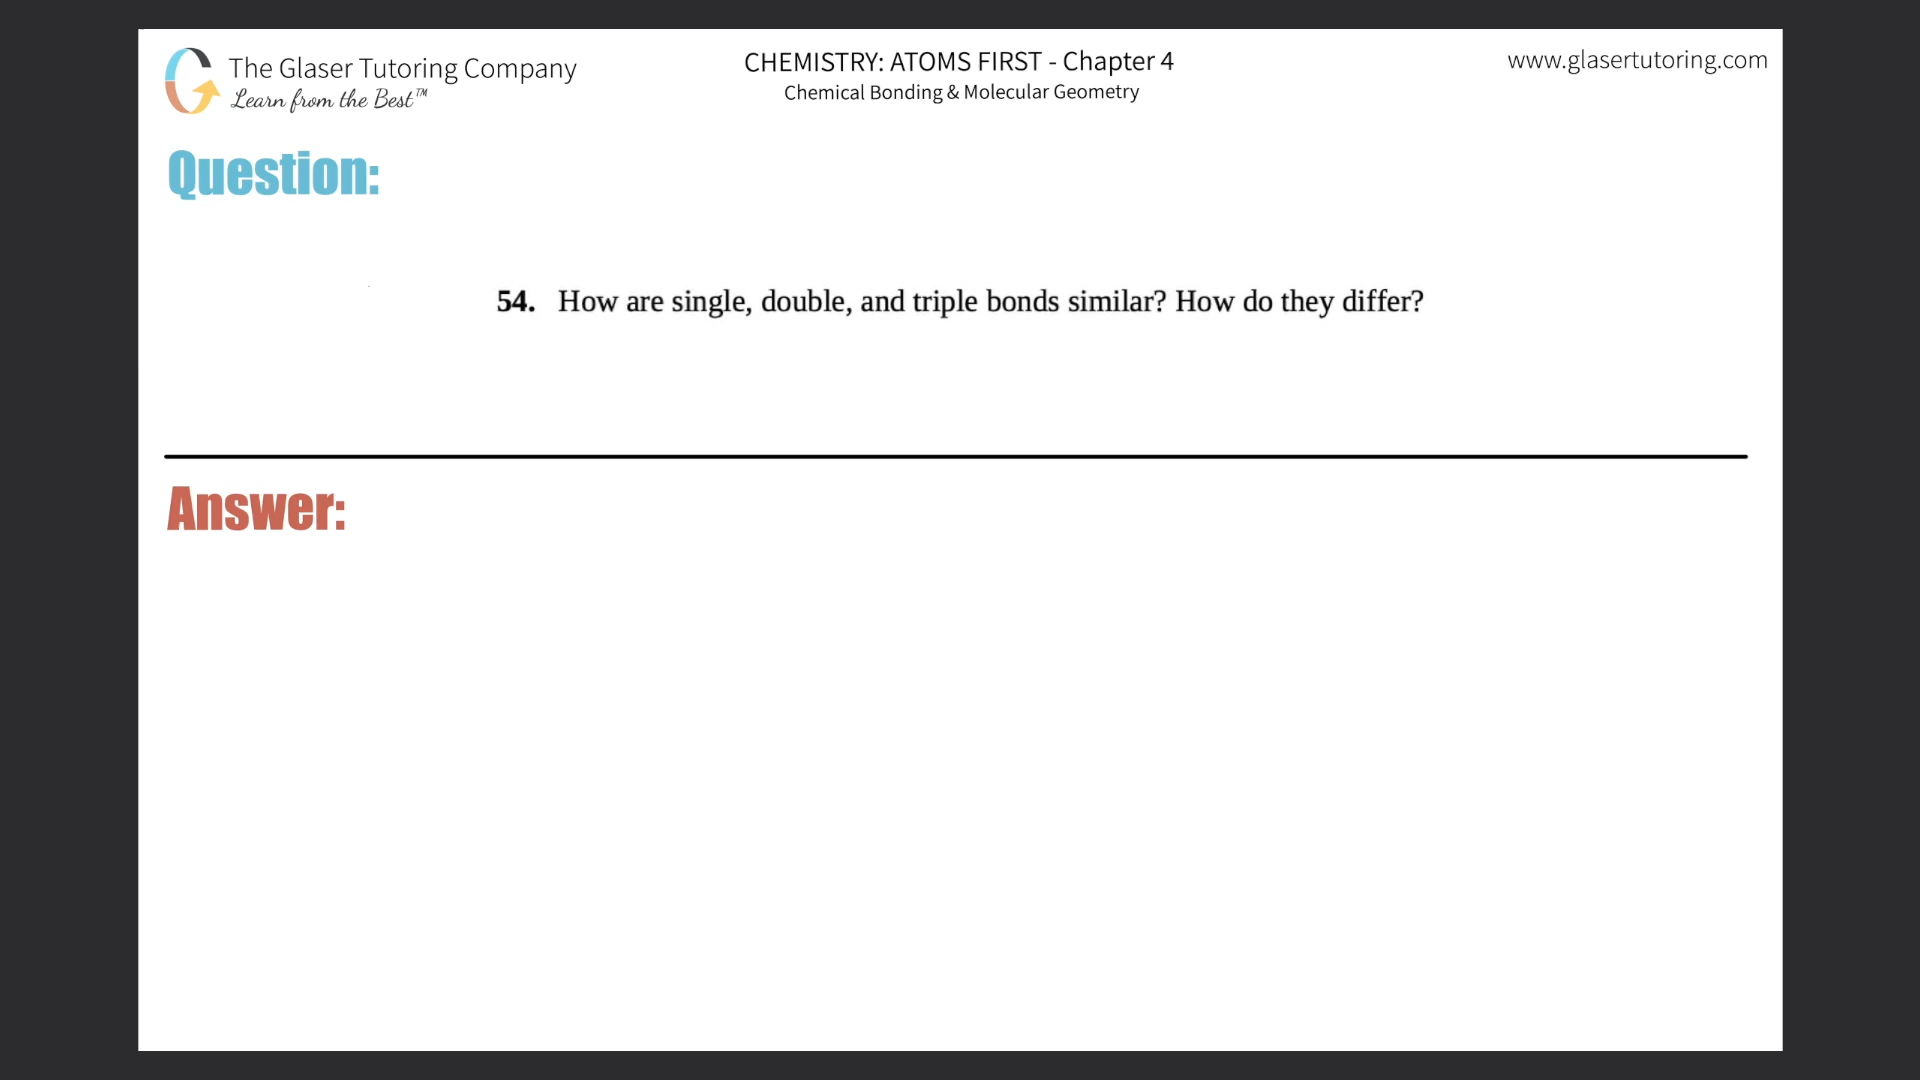 The Glaser Tutoring Company
Learn from the Best™
CHEMISTRY: ATOMS FIRST - Chapter 4
Chemical Bonding & Molecular Geometry
www.glasertutoring.com
Question:
54. How are single, double, and triple bonds similar? How do they differ?
Answer: